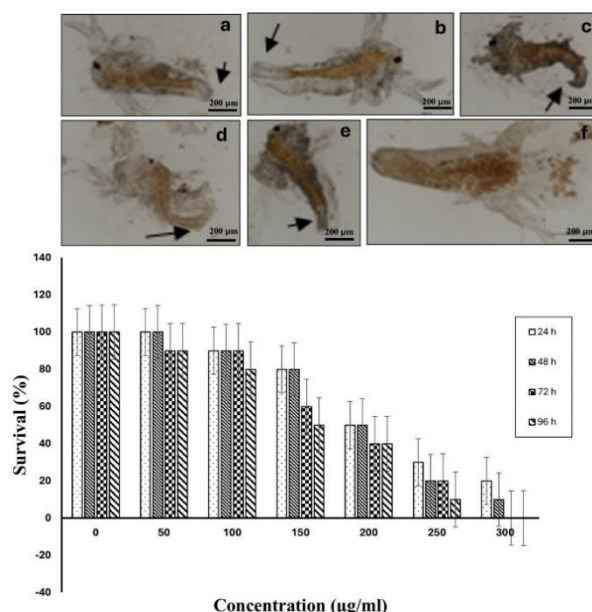 a
200 µm
b
200 µm
c
200 µm
d
200 µm
e
200 µm
f
200 µm
140
120
100
80
60
40
20
0
-20
-40
Survival (%)
0 50 100 150 200 250 300
Concentration (µg/ml)
24 h
48 h
72 h
96 h